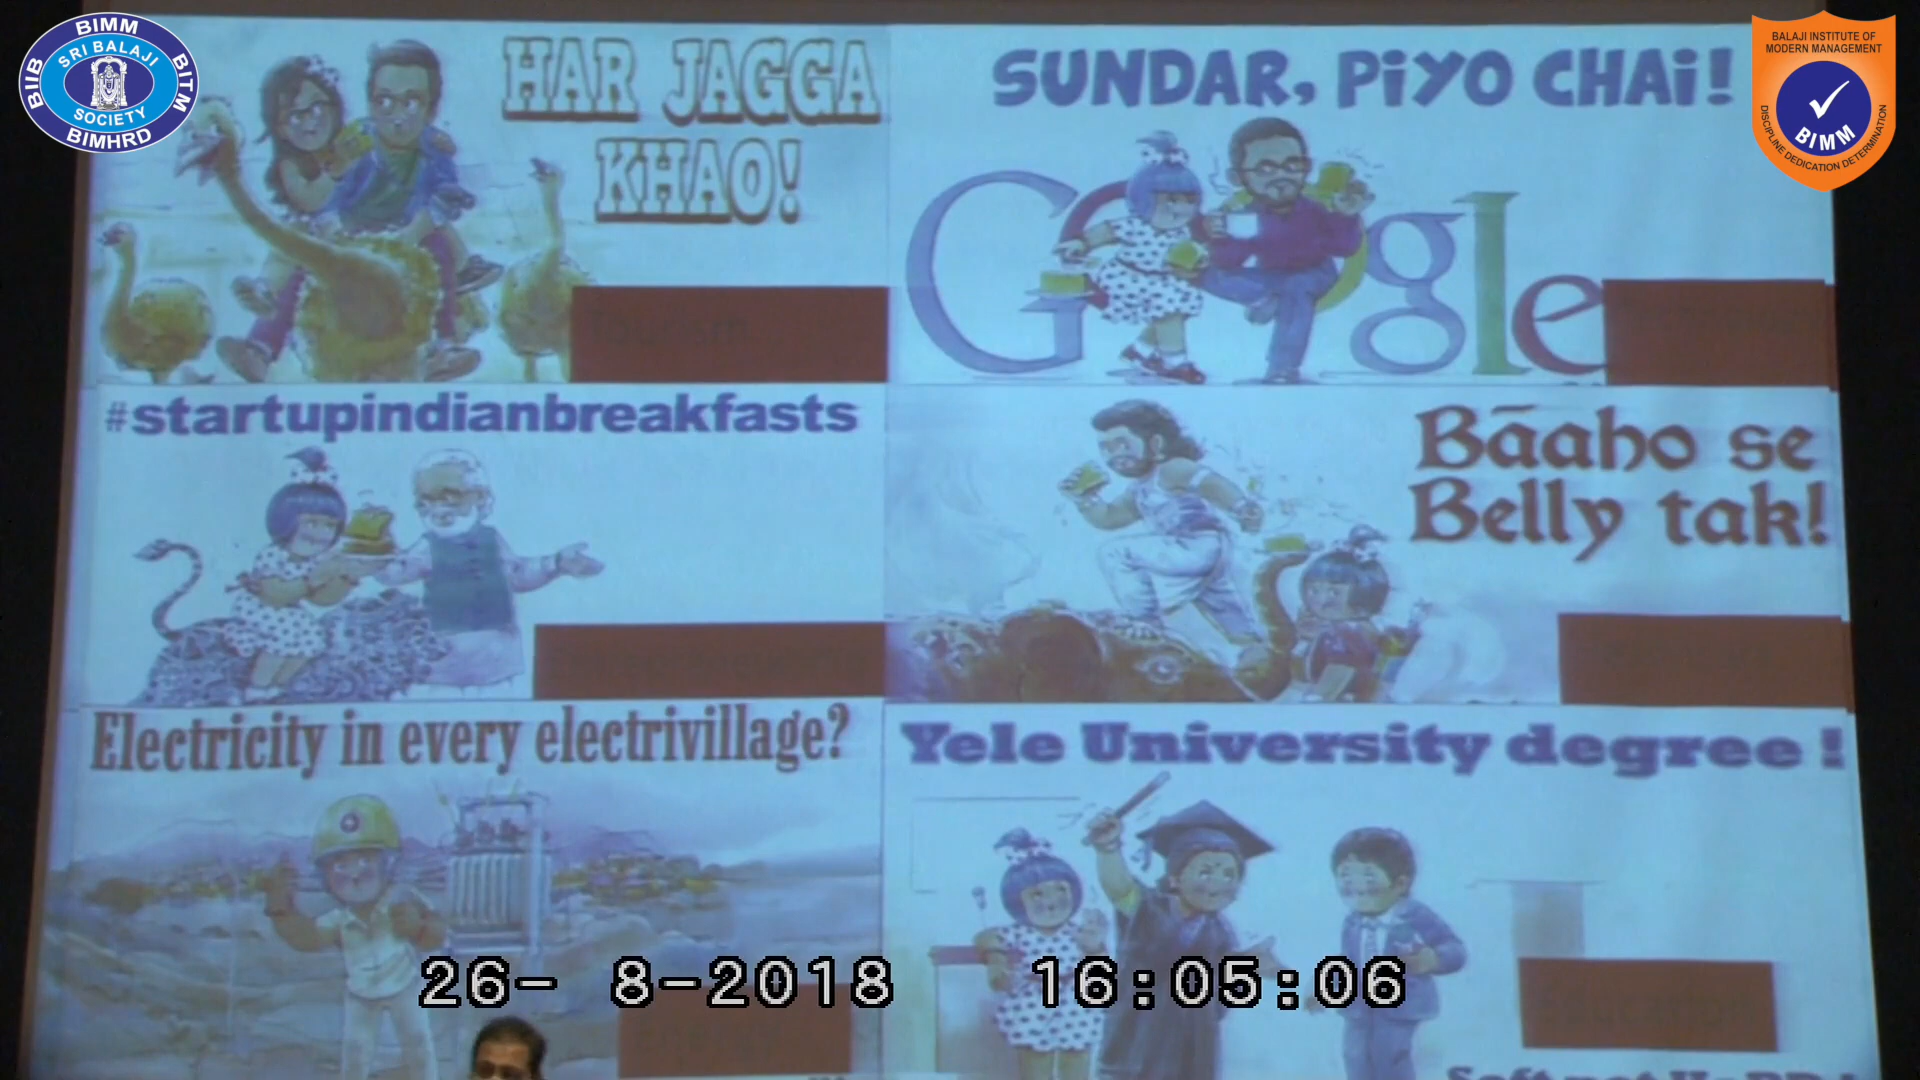 BIMM
SRI BALAJI
BIIB
BITM
SOCIETY
BIMHRD
HAR JAGGA
KHAO!
SUNDAR, PiYO CHAi!
BALAJI INSTITUTE OF
MODERN MANAGEMENT
DISCIPLINE DEDICATION DETERMINATION
BIMM
Tourism
Google
#startupindianbreakfasts
Bāaho se
Belly tak!
Electricity in every electrivillage?
Yele University degree !
26- 8-2018 16:05:06